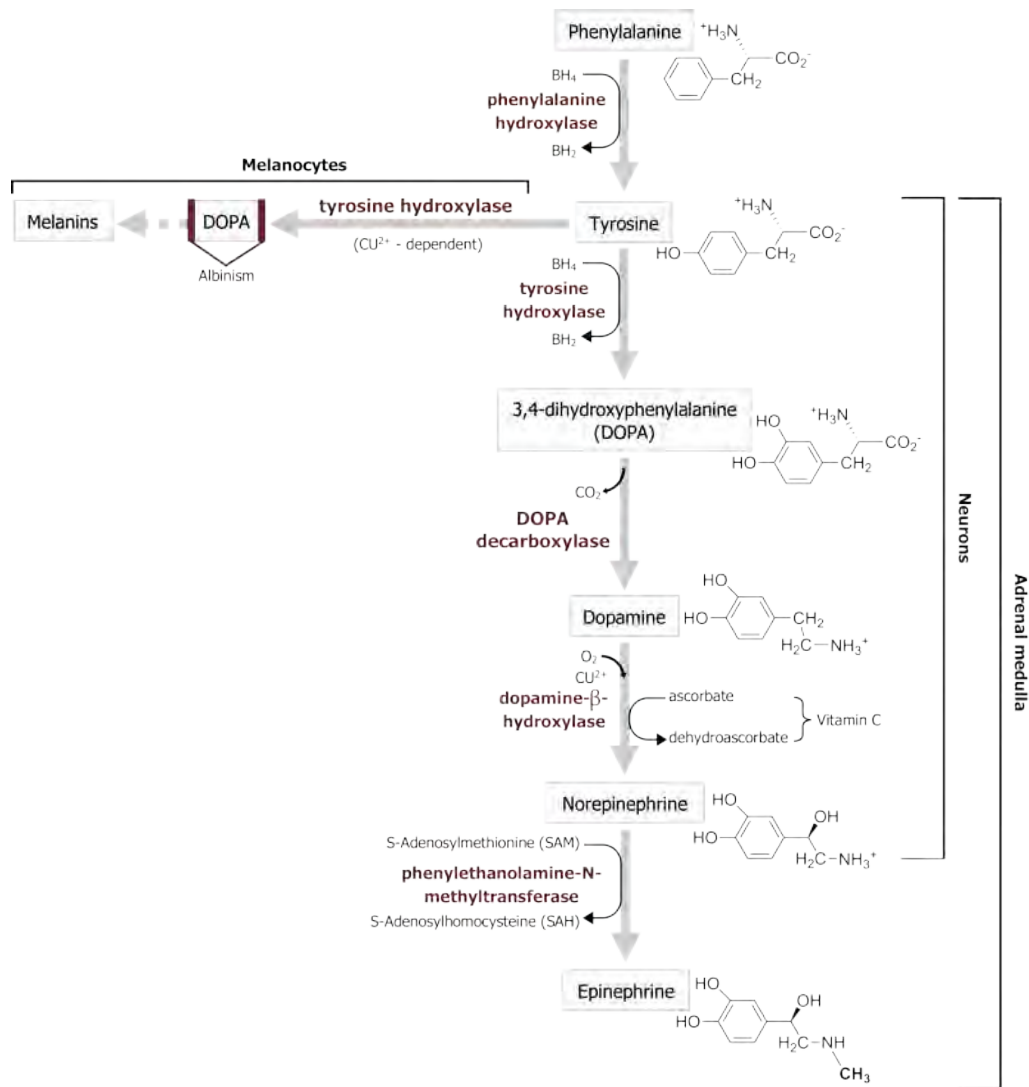 Phenylalanine
+H3N
CO2-
CH2
BH4
phenylalanine
hydroxylase
BH2
Melanocytes
Melanins
DOPA
tyrosine hydroxylase
(CU2+ - dependent)
Albinism
Tyrosine
+H3N
CO2-
CH2
HO
BH4
tyrosine
hydroxylase
BH2
3,4-dihydroxyphenylalanine
(DOPA)
HO
HO
+H3N
CO2-
CH2
CO2
DOPA
decarboxylase
Neurons
Adrenal medulla
Dopamine
HO
HO
CH2
H2C-NH3+
O2
CU2+
dopamine-β-
hydroxylase
ascorbate
dehydroascorbate
Vitamin C
Norepinephrine
HO
HO
OH
H2C-NH3+
S-Adenosylmethionine (SAM)
phenylethanolamine-N-
methyltransferase
S-Adenosylhomocysteine (SAH)
Epinephrine
HO
HO
OH
H2C-NH
CH3